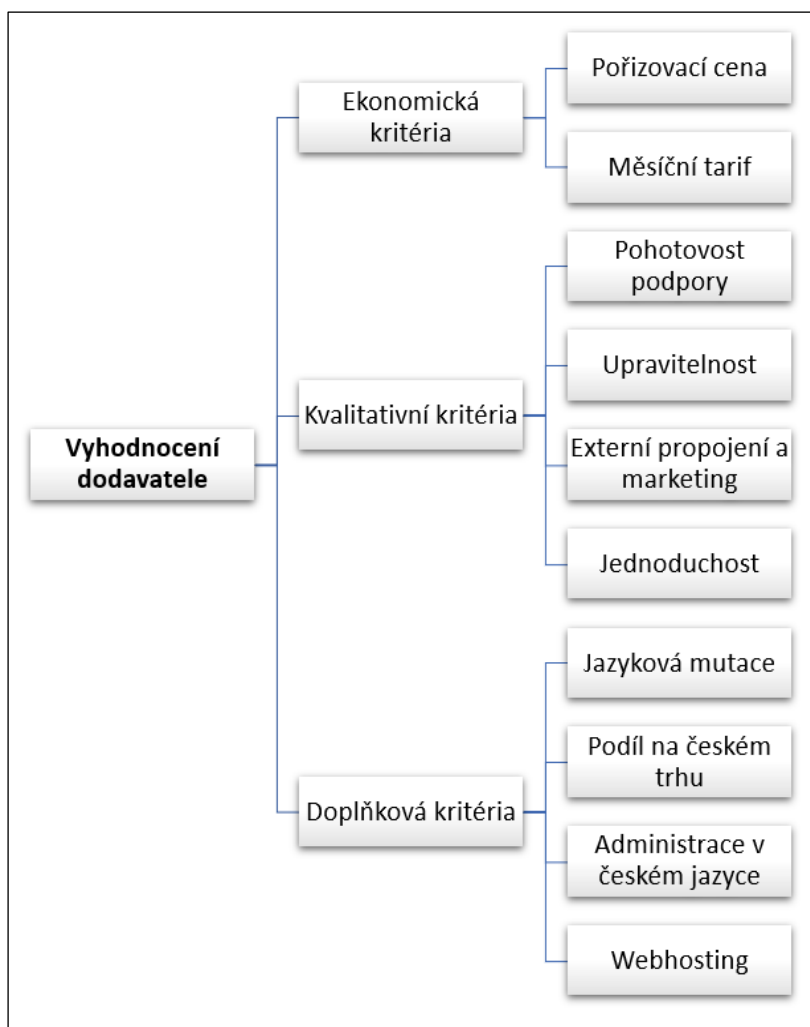 Vyhodnocení
dodavatele
Ekonomická
kritéria
Pořizovací cena
Měsíční tarif
Kvalitativní kritéria
Pohotovost
podpory
Upravitelnost
Externí propojení a
marketing
Jednoduchost
Doplňková kritéria
Jazyková mutace
Podíl na českém
trhu
Administrace v
českém jazyce
Webhosting